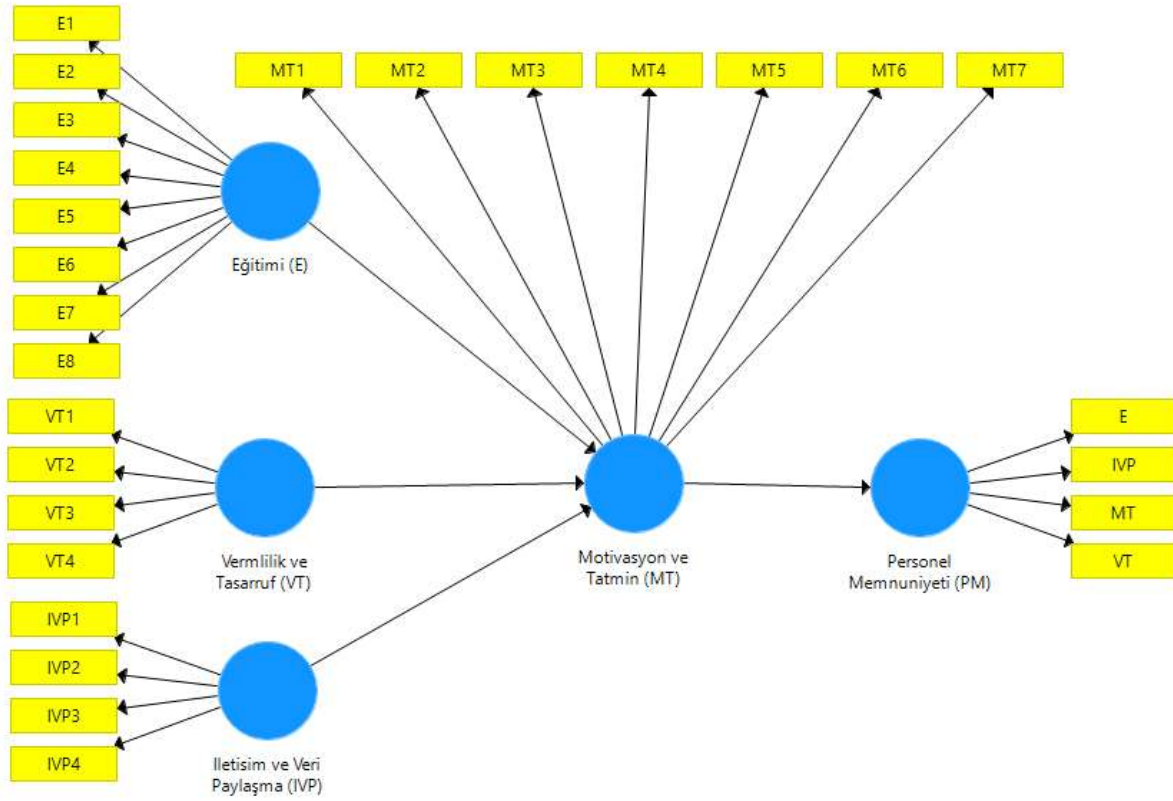 E1
E2
E3
E4
E5
E6
E7
E8
Eğitimi (E)
MT1
MT2
MT3
MT4
MT5
MT6
MT7
VT1
VT2
VT3
VT4
Vermlilik ve
Tasarruf (VT)
Motivasyon ve
Tatmin (MT)
Personel
Memnuniyeti (PM)
E
IVP
MT
VT
IVP1
IVP2
IVP3
IVP4
Iletisim ve Veri
Paylaşma (IVP)